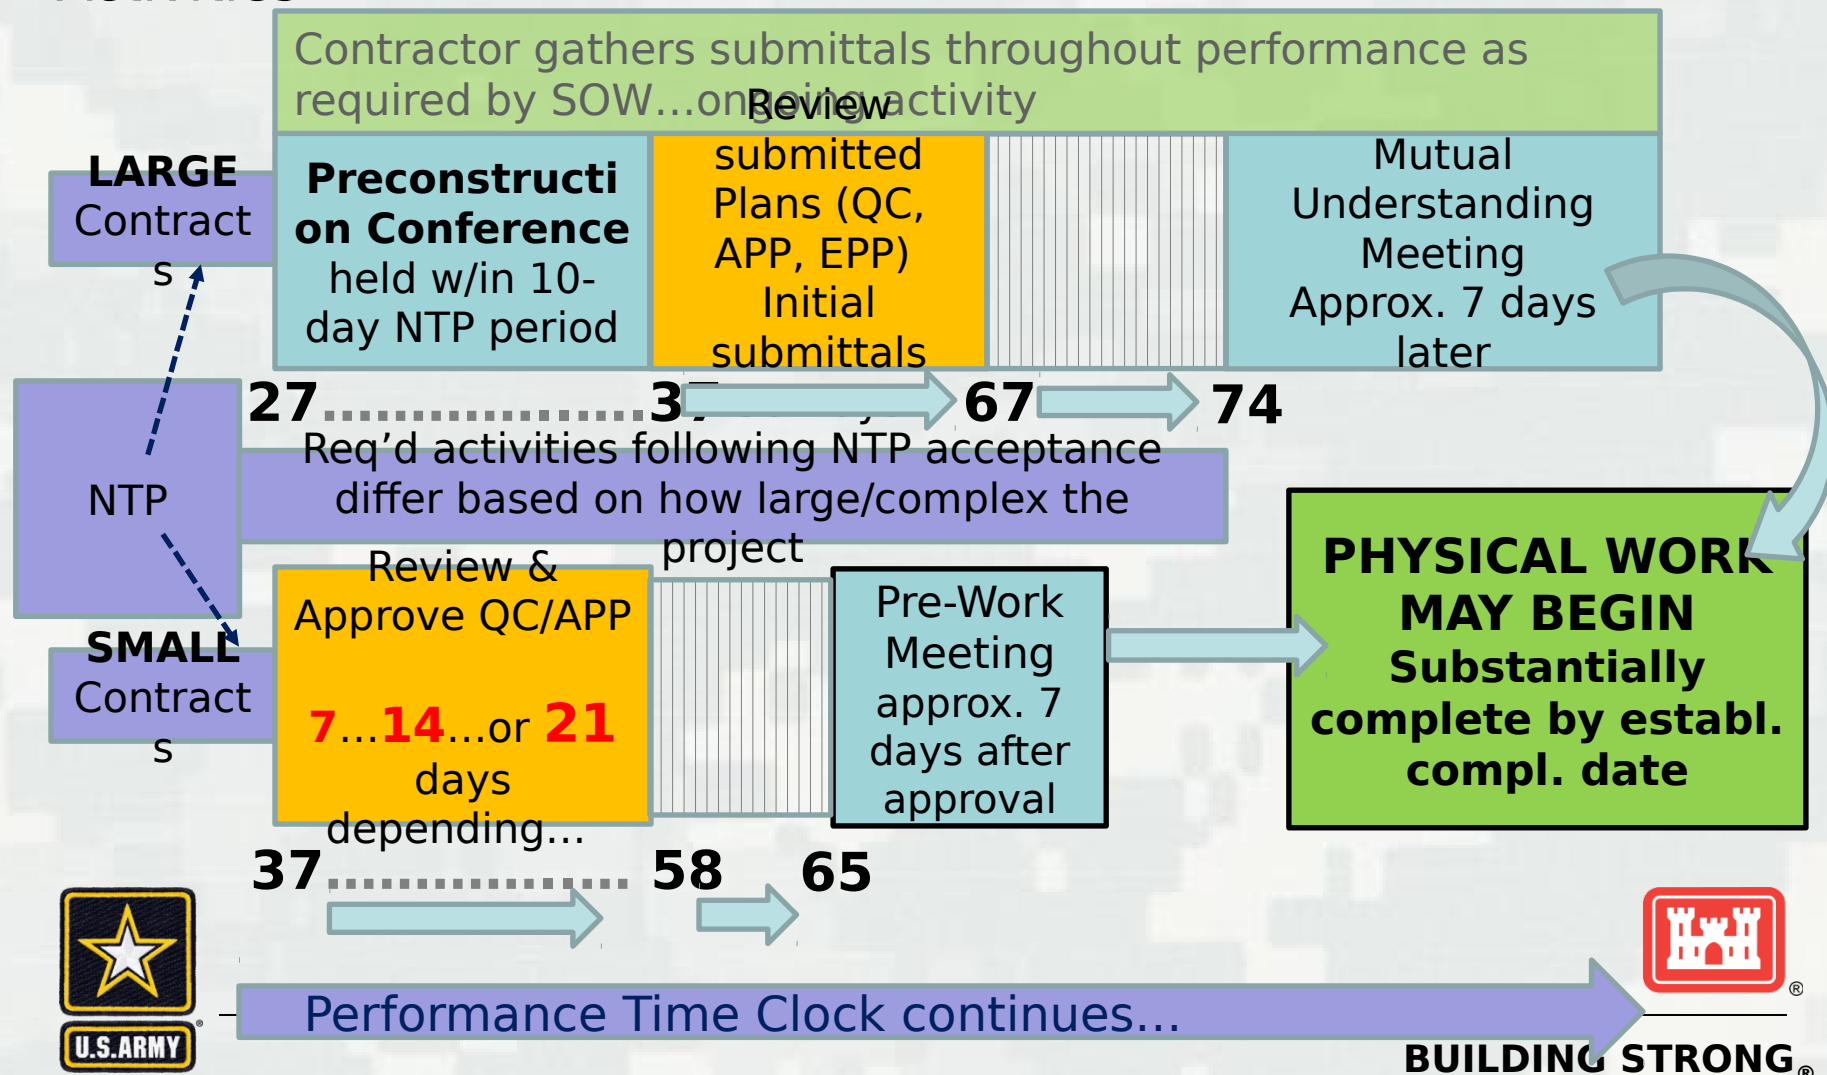 Contractor gathers submittals throughout performance as
required by SOW...ongoing activity
LARGE
Contract
s
Preconstructi
on Conference
held w/in 10-
day NTP period
Review
submitted
Plans (QC,
APP, EPP)
Initial
submittals
Mutual
Understanding
Meeting
Approx. 7 days
later
27 37 67 74
NTP
Req’d activities following NTP acceptance
differ based on how large/complex the
project
SMALL
Contract
s
Review &
Approve QC/APP
7...14...or 21
days
depending...
Pre-Work
Meeting
approx. 7
days after
approval
PHYSICAL WORK
MAY BEGIN
Substantially
complete by establ.
compl. date
37 58 65
Performance Time Clock continues...
U.S.ARMY
®
®
BUILDING STRONG®